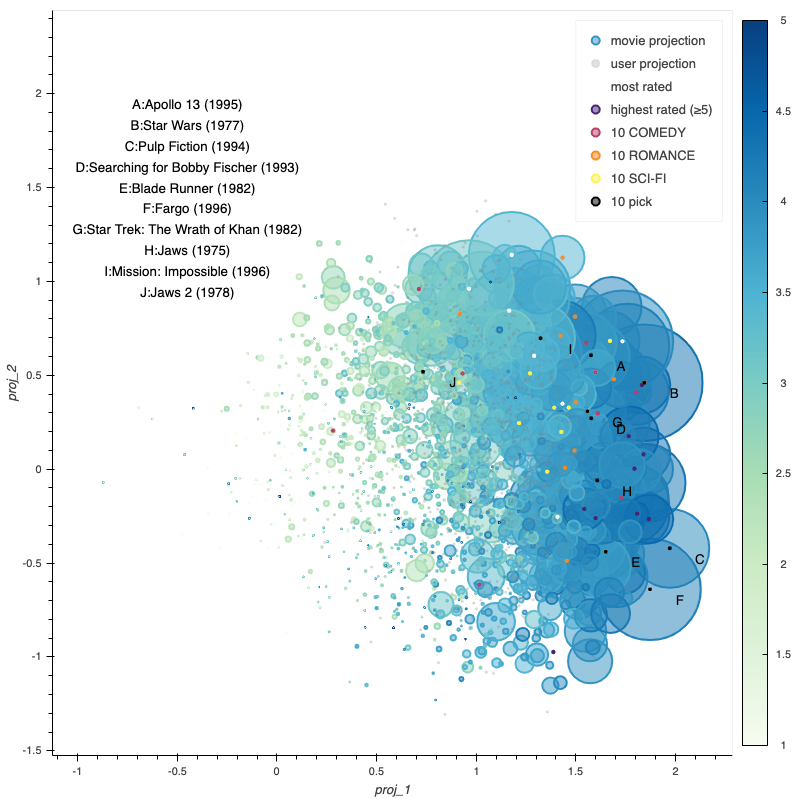 movie projection
user projection
most rated
highest rated (≥5)
10 COMEDY
10 ROMANCE
10 SCI-FI
10 pick
A:Apollo 13 (1995)
B:Star Wars (1977)
C:Pulp Fiction (1994)
D:Searching for Bobby Fischer (1993)
E:Blade Runner (1982)
F:Fargo (1996)
G:Star Trek: The Wrath of Khan (1982)
H:Jaws (1975)
I:Mission: Impossible (1996)
J:Jaws 2 (1978)
I
A
J
B
G
D
H
E
C
F
2
1.5
1
0.5
0
-0.5
-1
-1.5
proj_2
-1
-0.5
0
0.5
1
1.5
2
proj_1
5
4.5
4
3.5
3
2.5
2
1.5
1